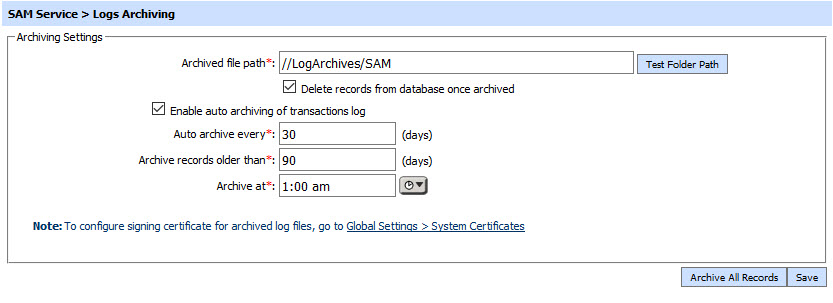 SAM Service > Logs Archiving
Archiving Settings
Archived file path*: //LogArchives/SAM Test Folder Path
Delete records from database once archived
Enable auto archiving of transactions log
Auto archive every*: 30 (days)
Archive records older than*: 90 (days)
Archive at*: 1:00 am
Note: To configure signing certificate for archived log files, go to Global Settings > System Certificates
Archive All Records Save